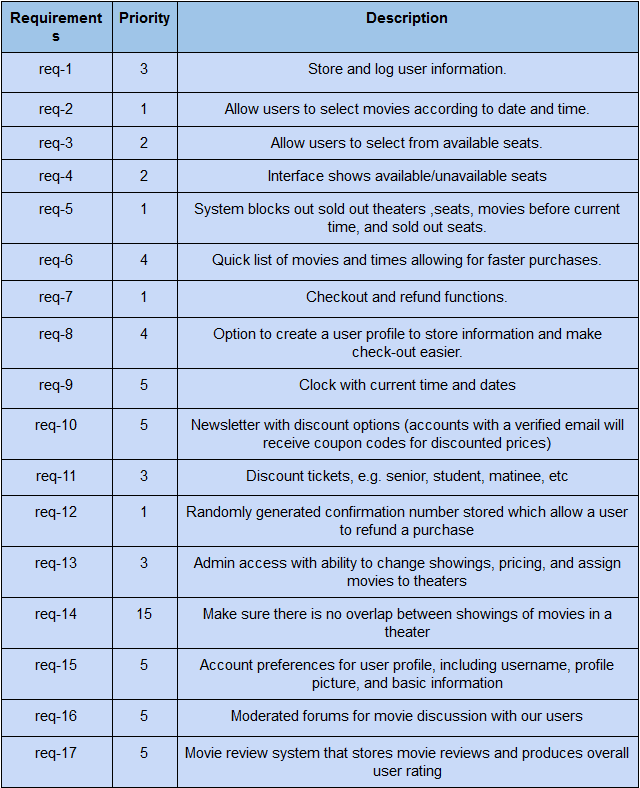 Requirement Priority Description
s
req-1 3 Store and log user information.
req-2 1 Allow users to select movies according to date and time.
req-3 2 Allow users to select from available seats.
req-4 2 Interface shows available/unavailable seats
req-5 1 System blocks out sold out theaters ,seats, movies before current
time, and sold out seats.
req-6 4 Quick list of movies and times allowing for faster purchases.
req-7 1 Checkout and refund functions.
req-8 4 Option to create a user profile to store information and make
check-out easier.
req-9 5 Clock with current time and dates
req-10 5 Newsletter with discount options (accounts with a verified email will
receive coupon codes for discounted prices)
req-11 3 Discount tickets, e.g. senior, student, matinee, etc
req-12 1 Randomly generated confirmation number stored which allow a user
to refund a purchase
req-13 3 Admin access with ability to change showings, pricing, and assign
movies to theaters
req-14 15 Make sure there is no overlap between showings of movies in a
theater
req-15 5 Account preferences for user profile, including username, profile
picture, and basic information
req-16 5 Moderated forums for movie discussion with our users
req-17 5 Movie review system that stores movie reviews and produces overall
user rating